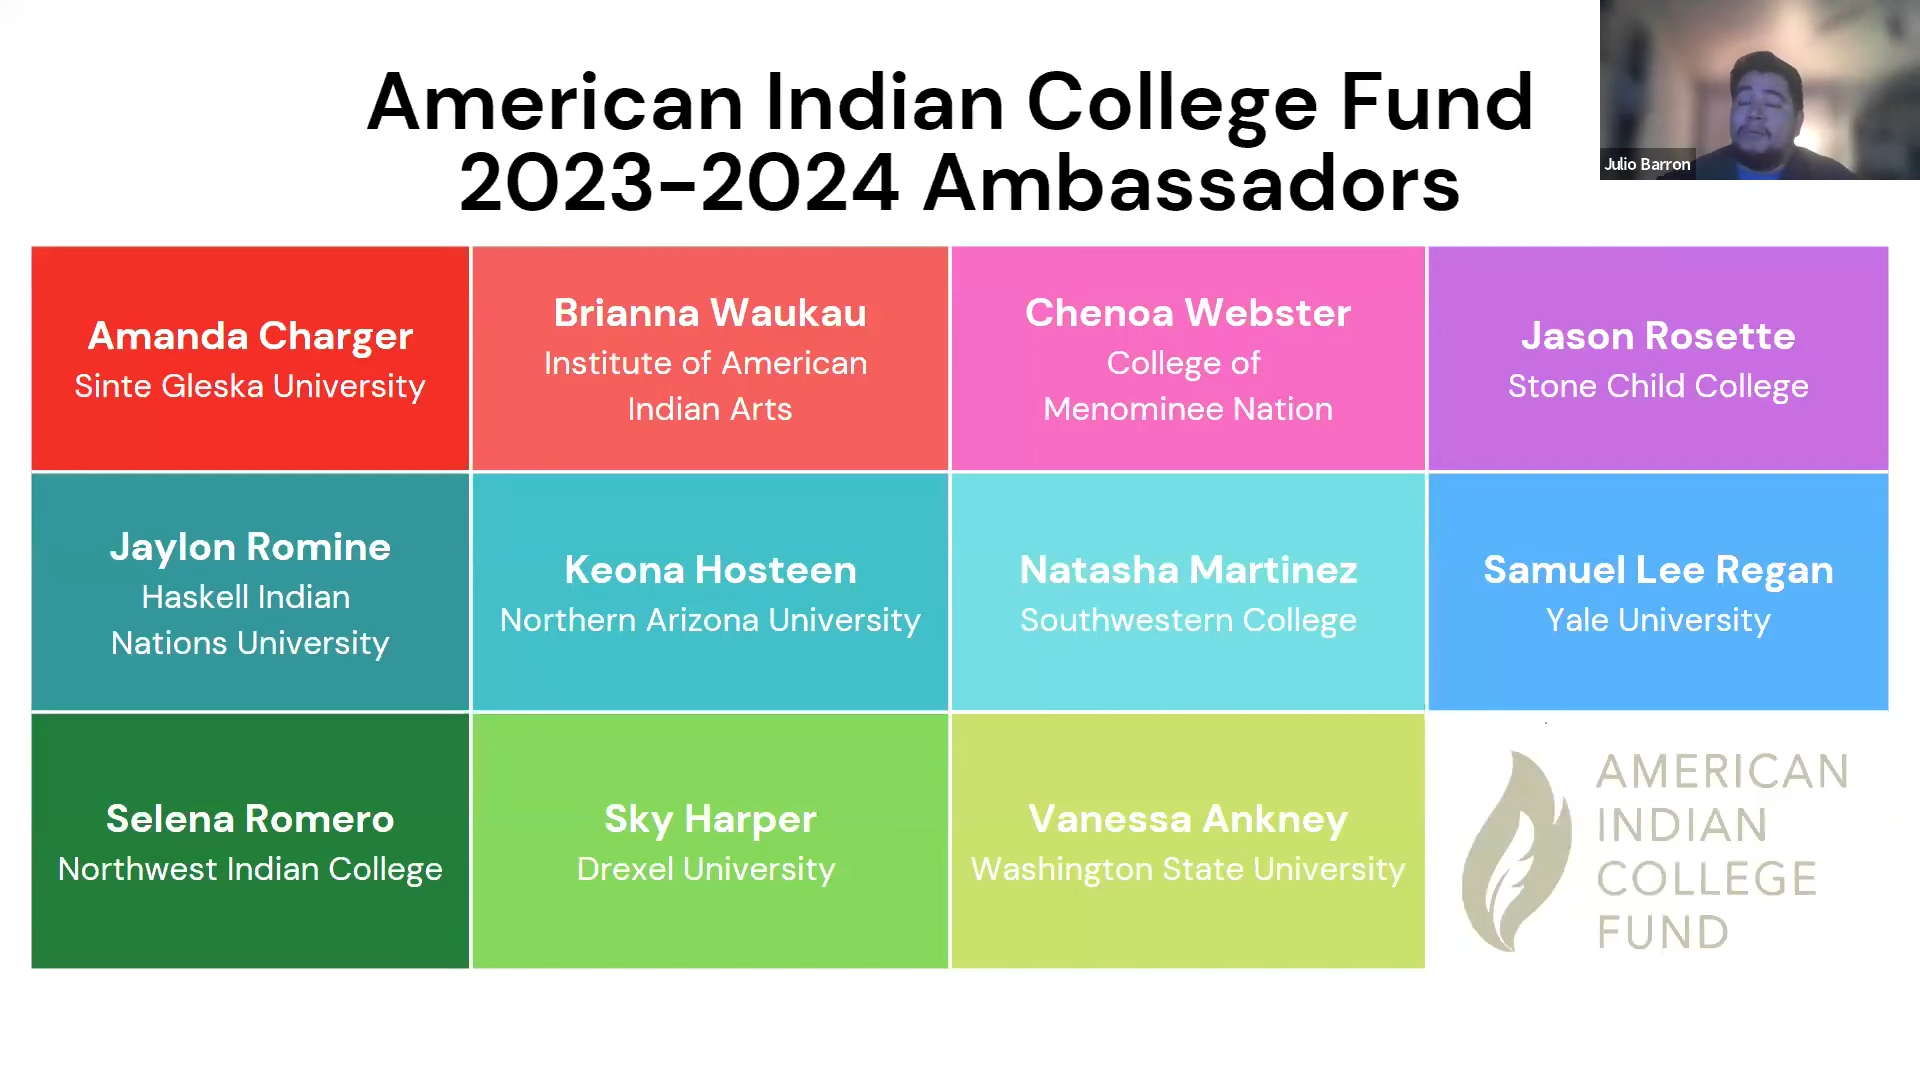 American Indian College Fund
2023-2024 Ambassadors
Julio Barron
Amanda Charger
Sinte Gleska University
Brianna Waukau
Institute of American
Indian Arts
Chenoa Webster
College of
Menominee Nation
Jason Rosette
Stone Child College
Jaylon Romine
Haskell Indian
Nations University
Keona Hosteen
Northern Arizona University
Natasha Martinez
Southwestern College
Samuel Lee Regan
Yale University
Selena Romero
Northwest Indian College
Sky Harper
Drexel University
Vanessa Ankney
Washington State University
AMERICAN
INDIAN
COLLEGE
FUND